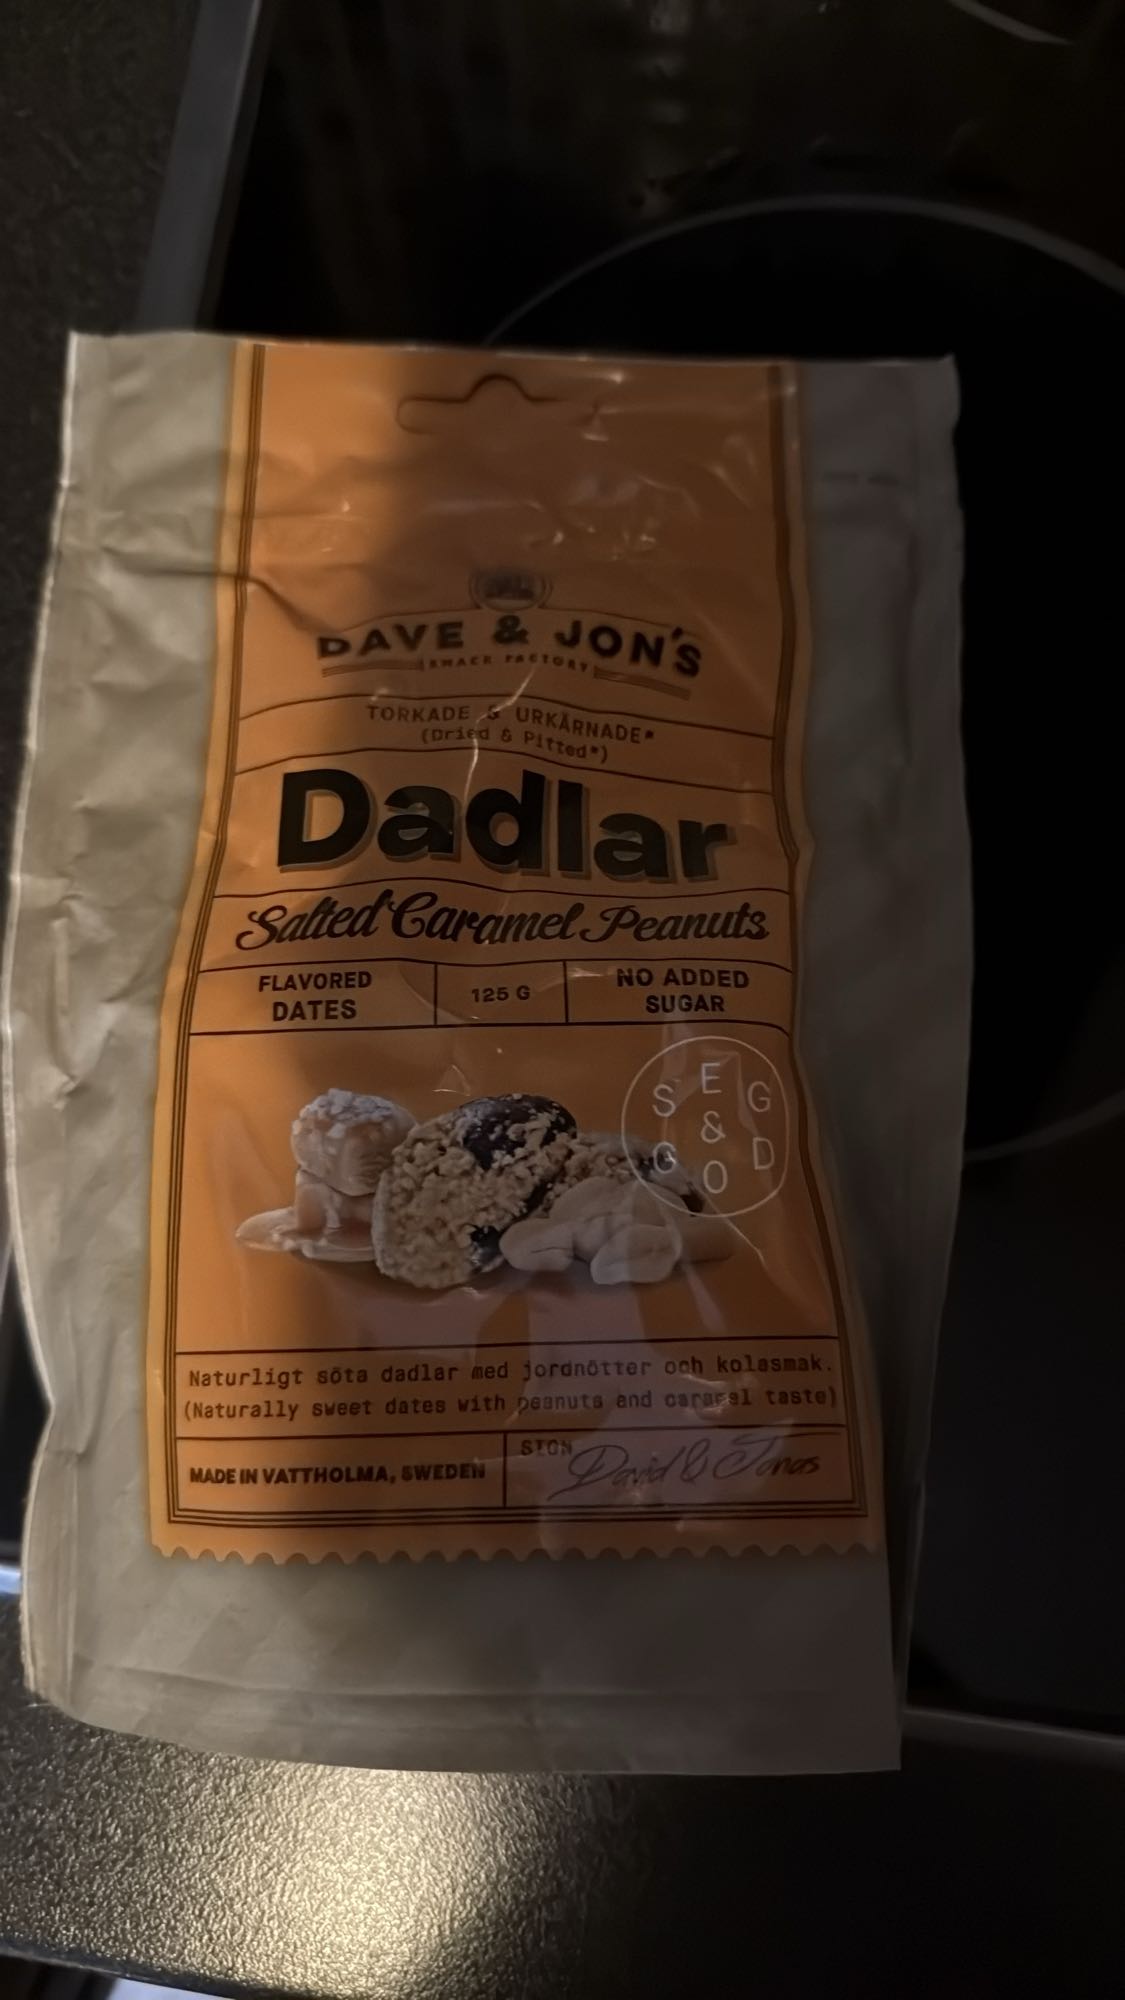 DAVE & JON'S
SNACK FACTORY
TORKADE & URKÄRNADE*
(Dried & Pitted*)
Dadlar
Salted Caramel Peanuts
FLAVORED DATES
125 G
NO ADDED SUGAR
S E G
&
G O D
Naturligt söta dadlar med jordnötter och kolasmak.
(Naturally sweet dates with peanuts and caramel taste)
MADE IN VATTHOLMA, SWEDEN
SIGN
David & Jonas